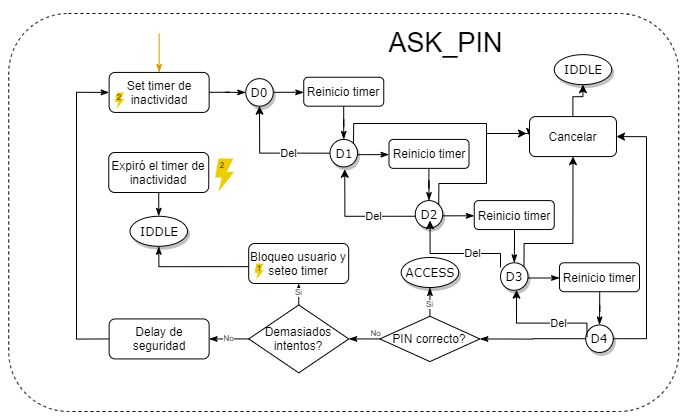 ASK_PIN
IDDLE
Set timer de
inactividad
2
D0
Reinicio timer
Cancelar
Del
D1
Reinicio timer
Expiró el timer de
inactividad
2
Del
D2
Reinicio timer
IDDLE
Bloqueo usuario y
seteo timer
1
Del
ACCESS
D3
Reinicio timer
Si
Si
Del
Delay de
seguridad
No
Demasiados
intentos?
No
PIN correcto?
D4